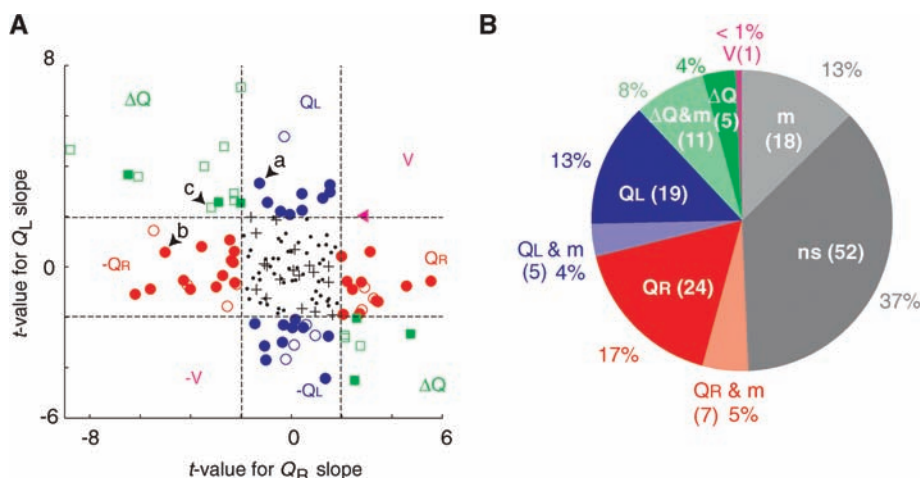 A
8
ΔQ
QL
a
V
c
b
-QR
QR
0
-V
-QL
ΔQ
-6
-8
0
6
t-value for QL slope
t-value for QR slope
B
< 1%
V(1)
4%
13%
8%
ΔQ
(5)
ΔQ&m
(11)
m
(18)
13%
QL (19)
QL & m
(5) 4%
ns (52)
QR (24)
37%
17%
QR & m
(7) 5%